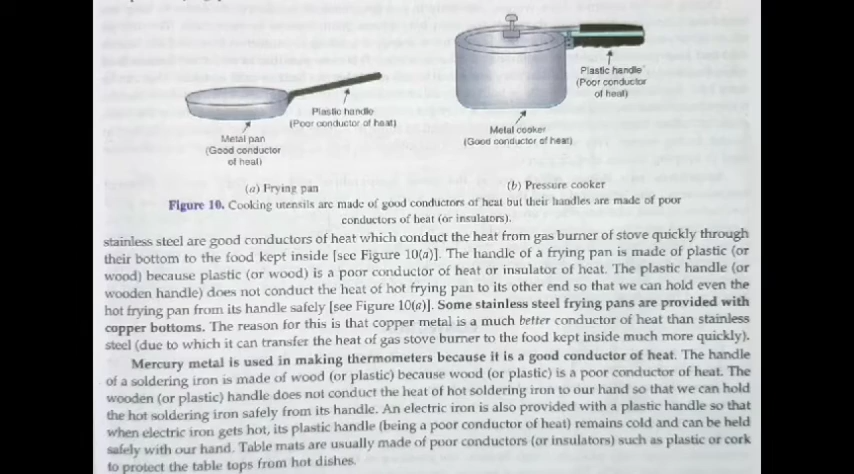 Plastic handle
(Poor conductor of heat)
Metal pan
(Good conductor
of heat)
Plastic handle
(Poor conductor
of heat)
Metal cooker
(Good conductor of heat)
(a) Frying pan
(b) Pressure cooker
Figure 10. Cooking utensils are made of good conductors of heat but their handles are made of poor
conductors of heat (or insulators).
stainless steel are good conductors of heat which conduct the heat from gas burner of stove quickly through
their bottom to the food kept inside [see Figure 10(a)]. The handle of a frying pan is made of plastic (or
wood) because plastic (or wood) is a poor conductor of heat or insulator of heat. The plastic handle (or
wooden handle) does not conduct the heat of hot frying pan to its other end so that we can hold even the
hot frying pan from its handle safely [see Figure 10(a)]. Some stainless steel frying pans are provided with
copper bottoms. The reason for this is that copper metal is a much better conductor of heat than stainless
steel (due to which it can transfer the heat of gas stove burner to the food kept inside much more quickly).
Mercury metal is used in making thermometers because it is a good conductor of heat. The handle
of a soldering iron is made of wood (or plastic) because wood (or plastic) is a poor conductor of heat. The
wooden (or plastic) handle does not conduct the heat of hot soldering iron to our hand so that we can hold
the hot soldering iron safely from its handle. An electric iron is also provided with a plastic handle so that
when electric iron gets hot, its plastic handle (being a poor conductor of heat) remains cold and can be held
safely with our hand. Table mats are usually made of poor conductors (or insulators) such as plastic or cork
to protect the table tops from hot dishes.